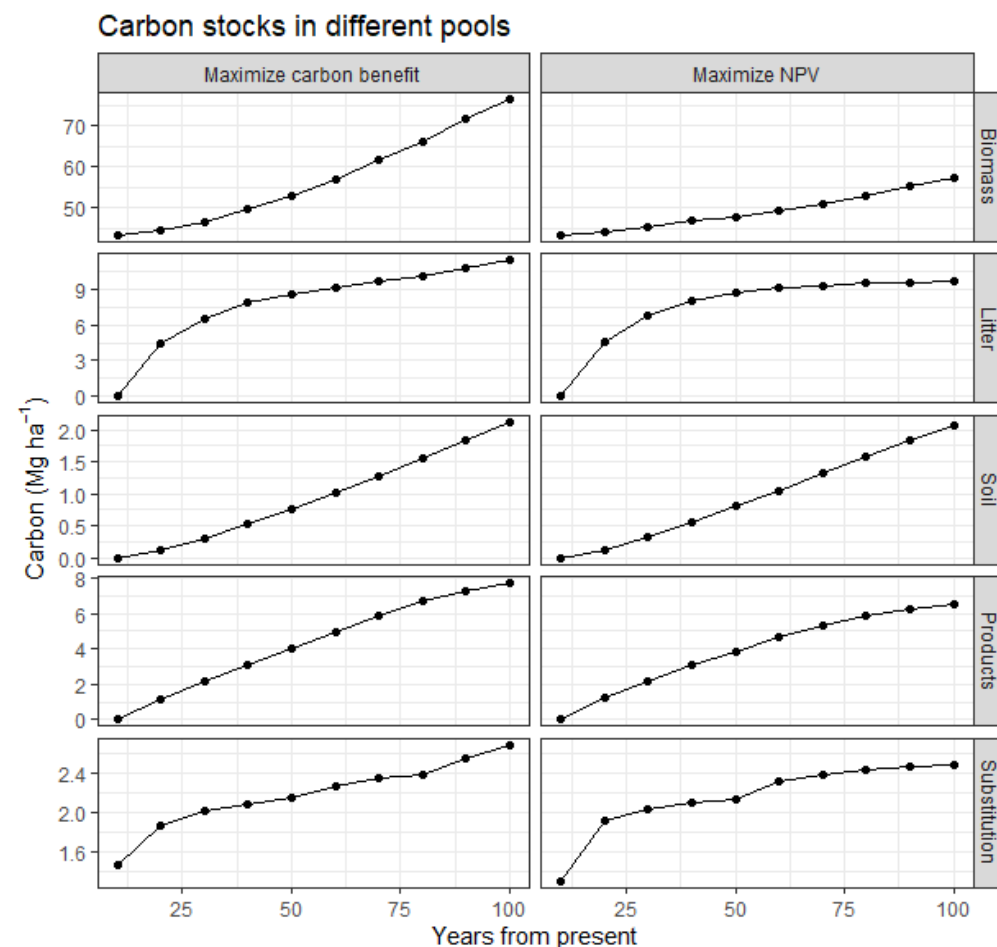 Carbon stocks in different pools
Maximize carbon benefit
Maximize NPV
70
60
50
Biomass
9
6
3
0
Litter
2.0
1.5
1.0
0.5
0.0
Soil
8
6
4
2
0
Products
2.4
2.0
1.6
Substitution
25 50 75 100
25 50 75 100
Carbon (Mg ha⁻¹)
Years from present